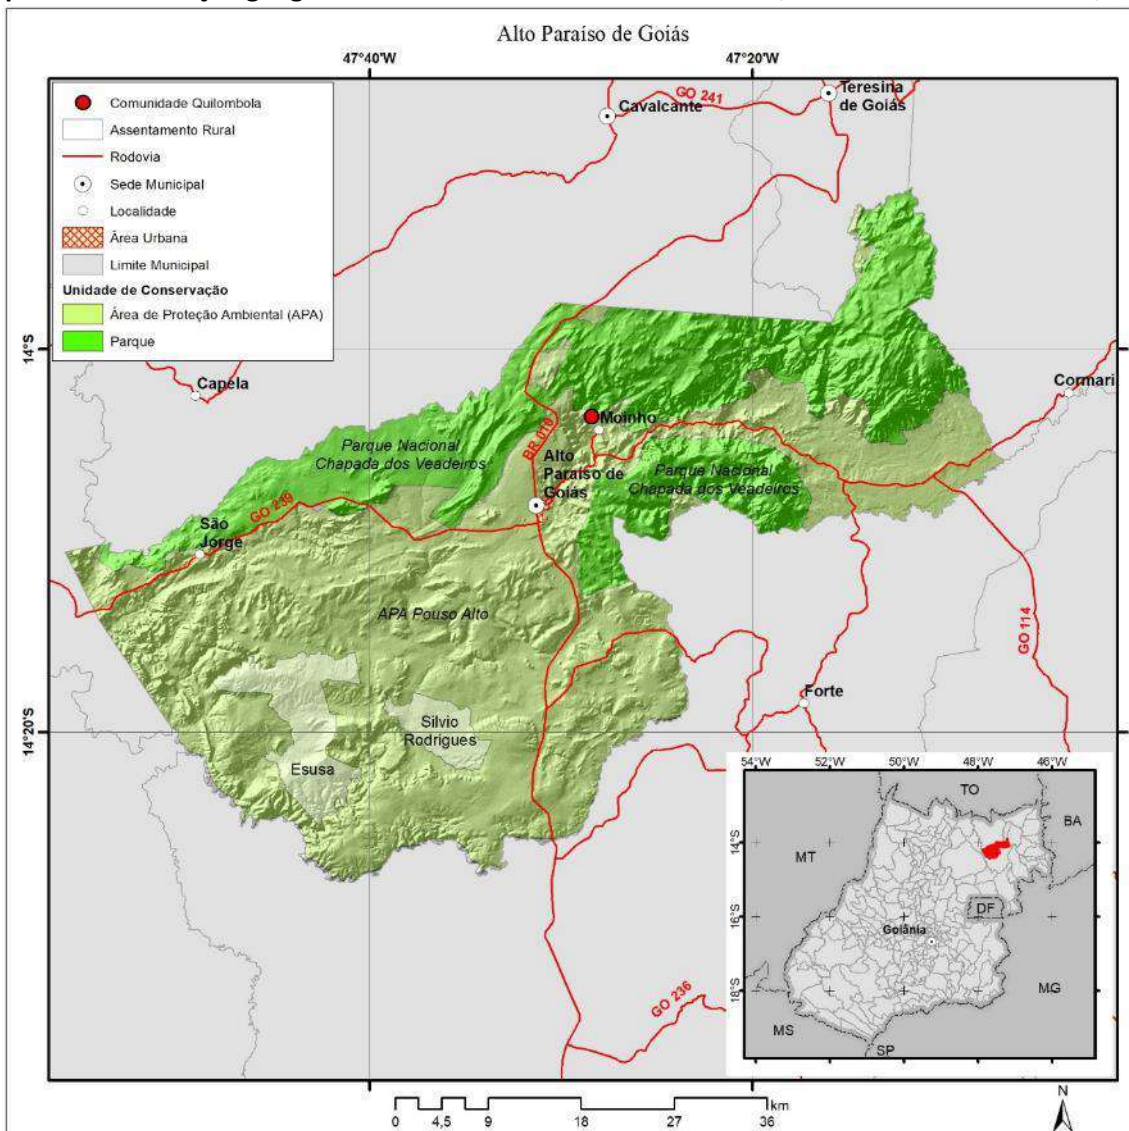 Alto Paraíso de Goiás
47°40'W
47°20'W
Comunidade Quilombola
Assentamento Rural
Rodovia
Sede Municipal
Localidade
Área Urbana
Limite Municipal
Unidade de Conservação
Área de Proteção Ambiental (APA)
Parque
GO 241
Teresina
de Goiás
Cavalcante
14°S
Capela
Cormari
Moinho
BR 010
Parque Nacional
Chapada dos Veadeiros
Alto
Paraíso de
Goiás
Parque Nacional
Chapada dos Veadeiros
GO 239
São
Jorge
APA Pouso Alto
GO 114
Forte
14°20'S
Silvio
Rodrigues
Esusa
54°W
52°W
50°W
48°W
46°W
TO
BA
14°S
MT
DF
16°S
Goiânia
18°S
MG
MS
SP
GO 236
N
km
0
4,5
9
18
27
36